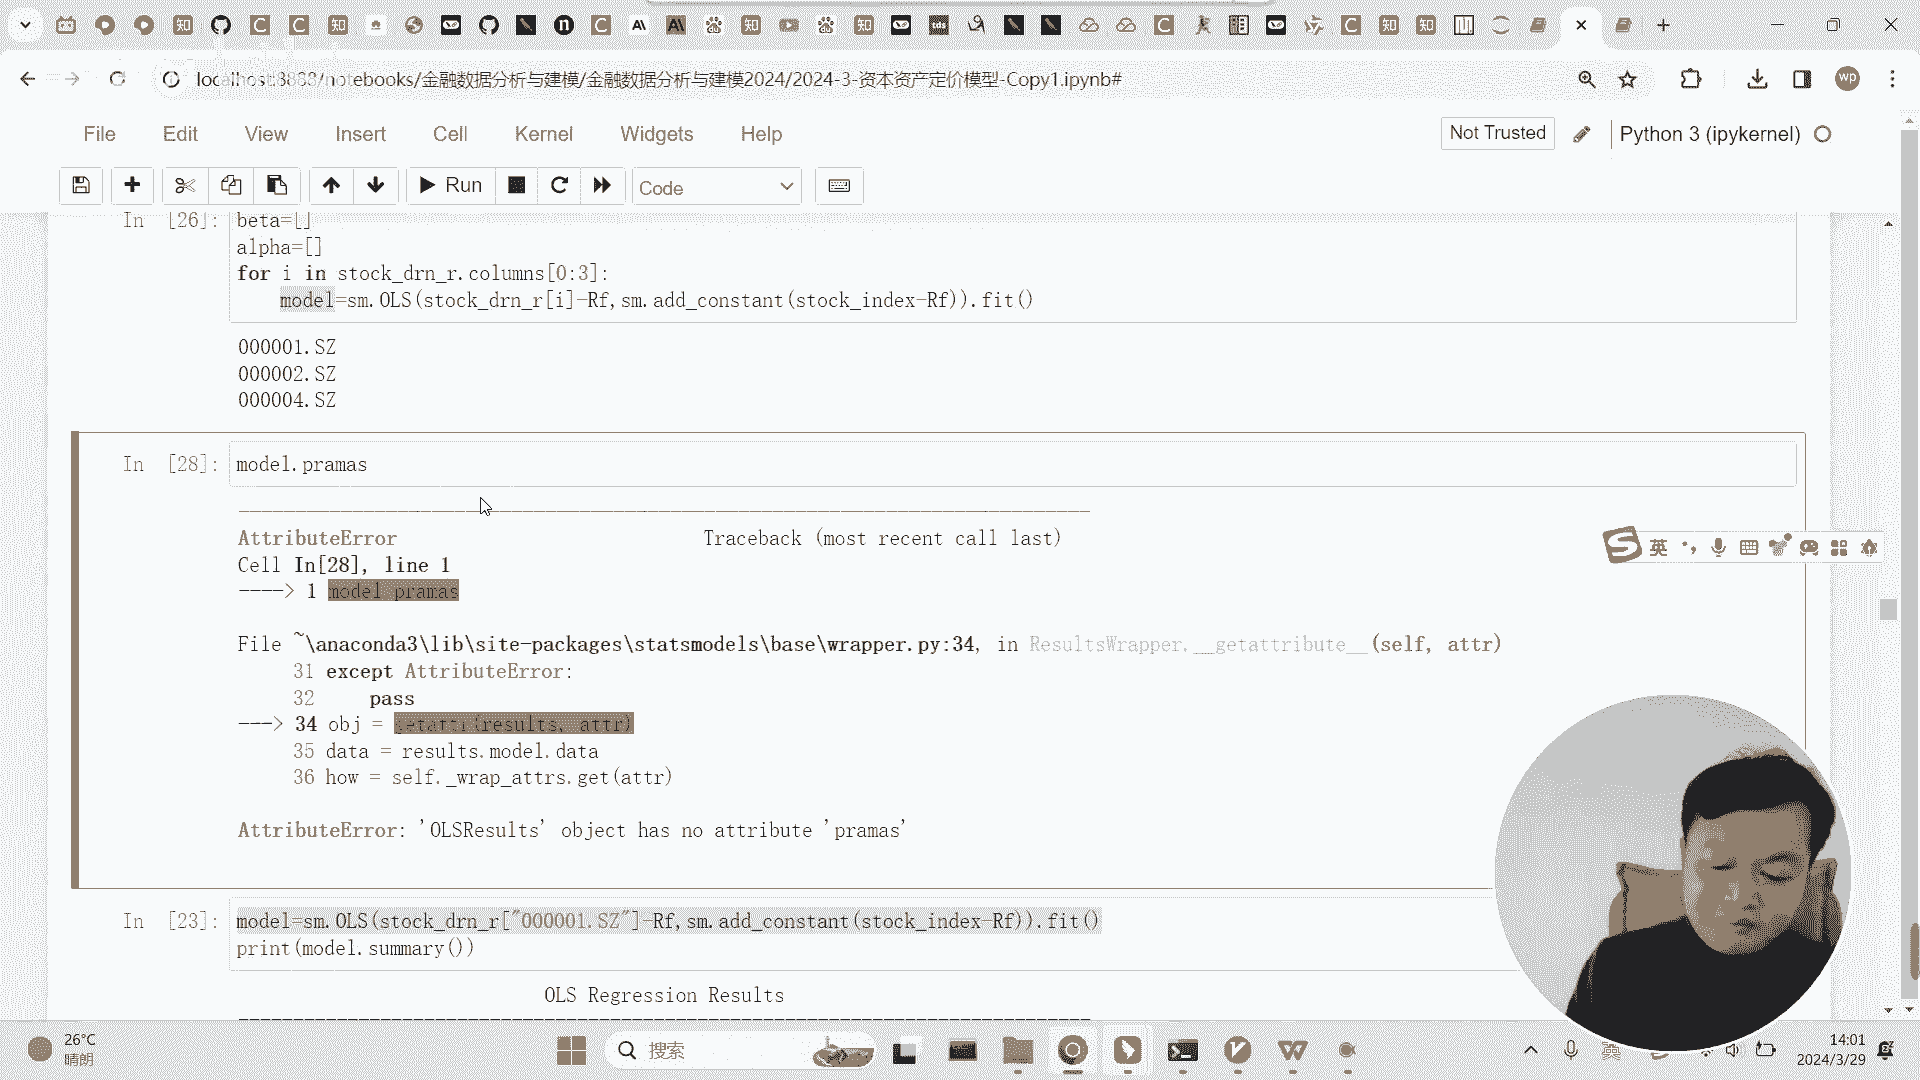 localhost:8888/notebooks/金融数据分析与建模/金融数据分析与建模2024/2024-3-资本资产定价模型-Copy1.ipynb#
wp
File Edit View Insert Cell Kernel Widgets Help
Not Trusted
Python 3 (ipykernel)
Run
Code
In [26]:
beta=[]
alpha=[]
for i in stock_drn_r.columns[0:3]:
model=sm.OLS(stock_drn_r[i]-Rf,sm.add_constant(stock_index-Rf)).fit()
000001.SZ
000002.SZ
000004.SZ
In [28]:
model.pramas
AttributeError Traceback (most recent call last)
Cell In[28], line 1
----> 1 model.pramas
File ~\anaconda3\lib\site-packages\statsmodels\base\wrapper.py:34, in ResultsWrapper.__getattribute__(self, attr)
31 except AttributeError:
32 pass
---> 34 obj = getattr(results, attr)
35 data = results.model.data
36 how = self._wrap_attrs.get(attr)
AttributeError: 'OLSResults' object has no attribute 'pramas'
英
In [23]:
model=sm.OLS(stock_drn_r["000001.SZ"]-Rf,sm.add_constant(stock_index-Rf)).fit()
print(model.summary())
OLS Regression Results
26°C
晴朗
搜索
英
14:01
2024/3/29